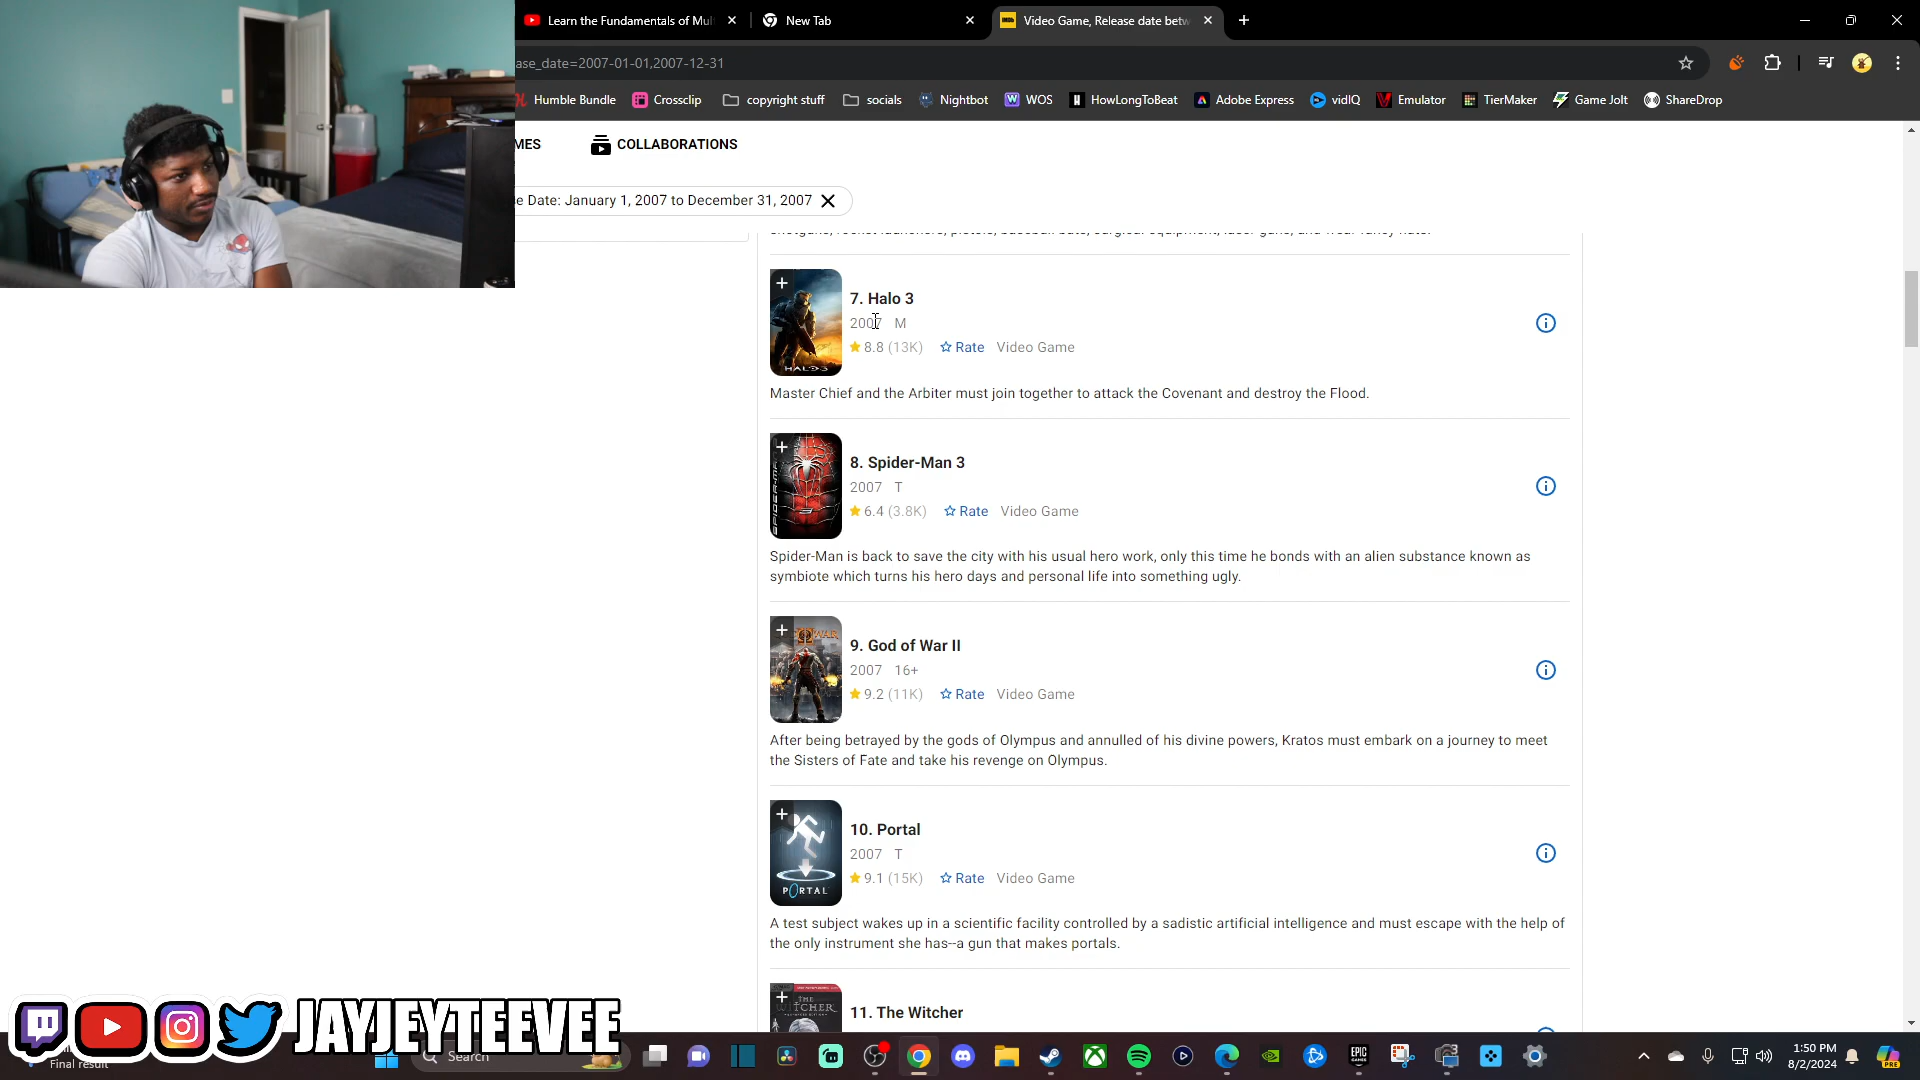 Learn the Fundamentals of Mul
New Tab
Video Game, Release date betw
ase_date=2007-01-01,2007-12-31
Humble Bundle
Crossclip
copyright stuff
socials
Nightbot
WOS
HowLongToBeat
Adobe Express
vidIQ
Emulator
TierMaker
Game Jolt
ShareDrop
MES
COLLABORATIONS
e Date: January 1, 2007 to December 31, 2007
7. Halo 3
2007 M
8.8 (13K) Rate Video Game
HALO 3
Master Chief and the Arbiter must join together to attack the Covenant and destroy the Flood.
8. Spider-Man 3
2007 T
6.4 (3.8K) Rate Video Game
Spider-Man is back to save the city with his usual hero work, only this time he bonds with an alien substance known as
symbiote which turns his hero days and personal life into something ugly.
9. God of War II
2007 16+
9.2 (11K) Rate Video Game
After being betrayed by the gods of Olympus and annulled of his divine powers, Kratos must embark on a journey to meet
the Sisters of Fate and take his revenge on Olympus.
10. Portal
2007 T
9.1 (15K) Rate Video Game
PORTAL
A test subject wakes up in a scientific facility controlled by a sadistic artificial intelligence and must escape with the help of
the only instrument she has--a gun that makes portals.
11. The Witcher
THE
WITCHER
JAYJEYTEEVEE
Final result
Search
EPIC
GAMES
PRE
1:50 PM
8/2/2024